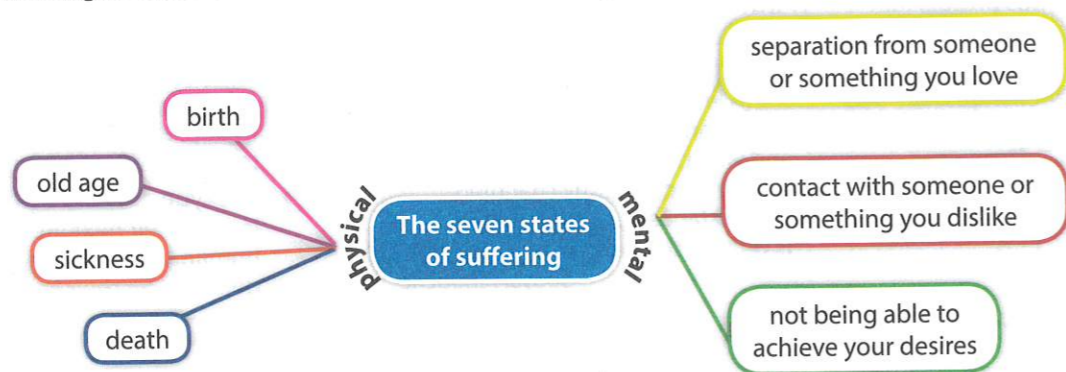 birth
old age
sickness
death
physical
The seven states
of suffering
mental
separation from someone
or something you love
contact with someone or
something you dislike
not being able to
achieve your desires